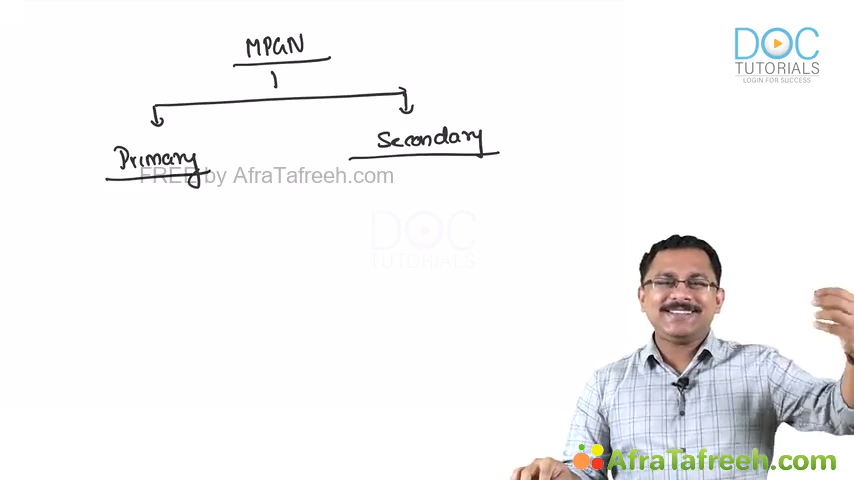 MPGN
Primary
Secondary
FREE by AfraTafreeh.com
DOC
TUTORIALS
LOGIN FOR SUCCESS
DOC
TUTORIALS
AfraTafreeh.com